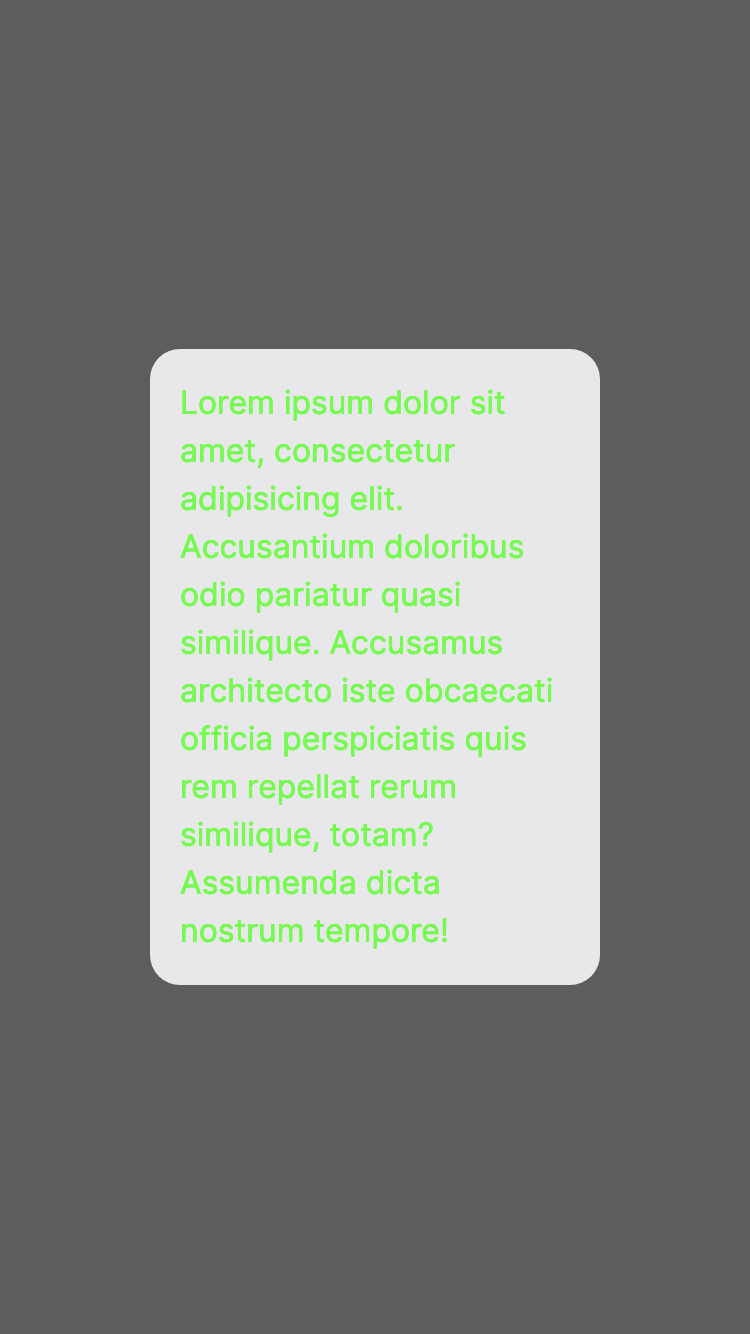 Lorem ipsum dolor sit
amet, consectetur
adipisicing elit.
Accusantium doloribus
odio pariatur quasi
similique. Accusamus
architecto iste obcaecati
officia perspiciatis quis
rem repellat rerum
similique, totam?
Assumenda dicta
nostrum tempore!